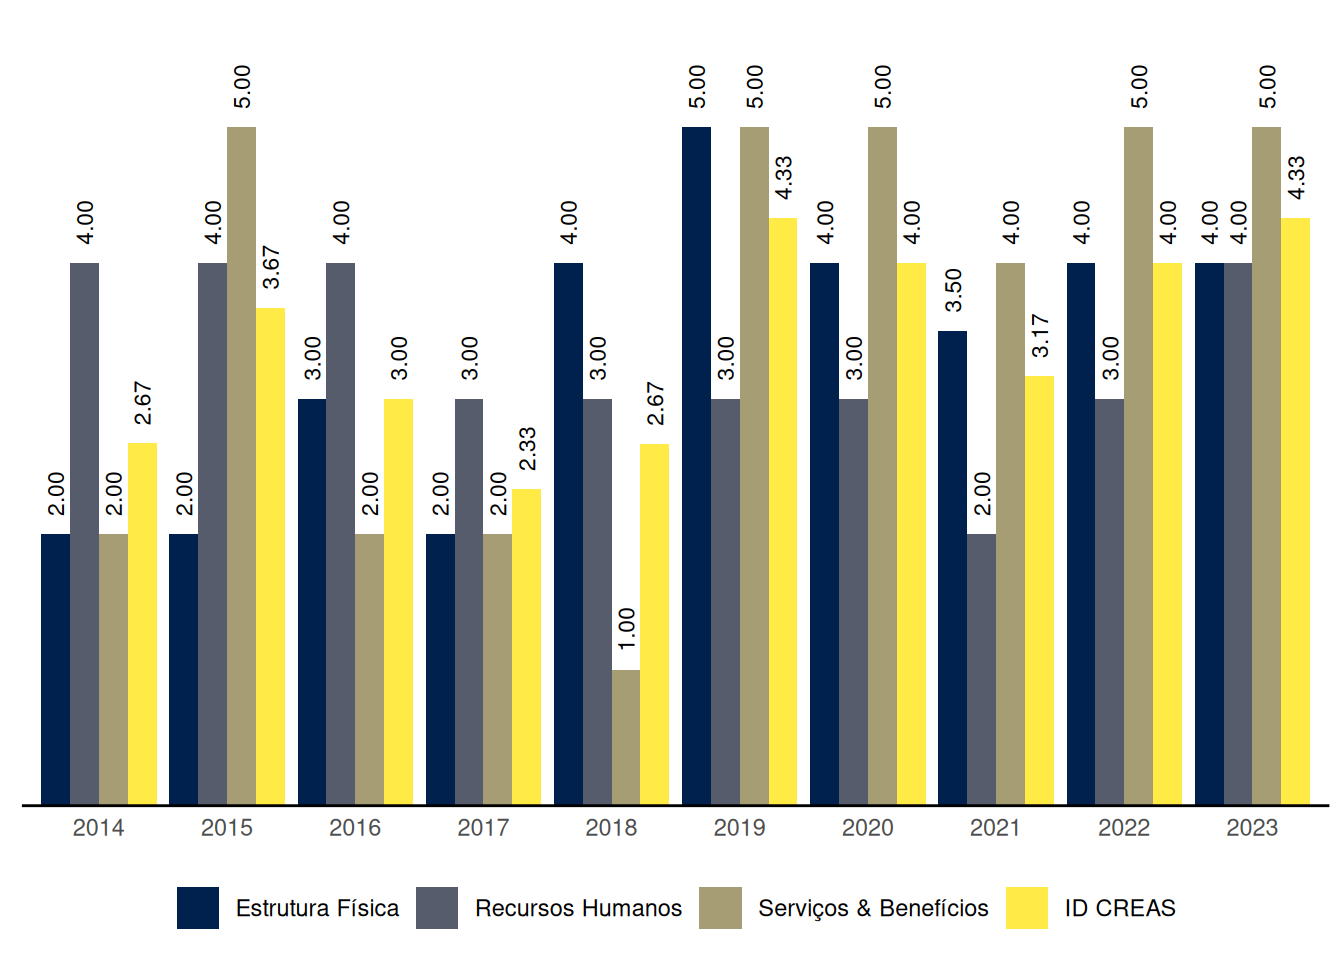 2.00 4.00 2.00 2.67
2.00 4.00 5.00 3.67
3.00 4.00 2.00 3.00
2.00 3.00 2.00 2.33
4.00 3.00 1.00 2.67
5.00 3.00 5.00 4.33
4.00 3.00 5.00 4.00
3.50 2.00 4.00 3.17
4.00 3.00 5.00 4.00
4.00 4.00 5.00 4.33
2014 2015 2016 2017 2018 2019 2020 2021 2022 2023
Estrutura Física Recursos Humanos Serviços & Benefícios ID CREAS